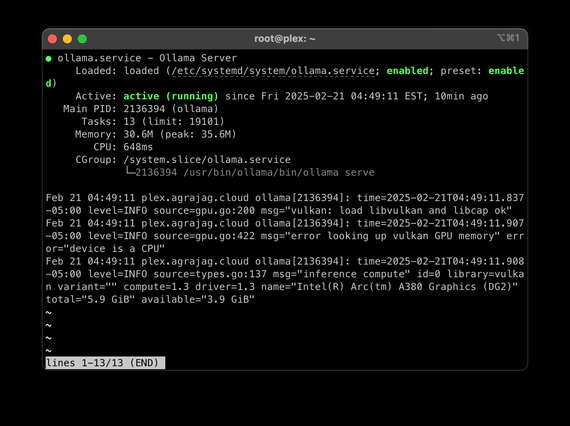 root@plex: ~
⌥⌘1
● ollama.service - Ollama Server
Loaded: loaded (/etc/systemd/system/ollama.service; enabled; preset: enable
d)
Active: active (running) since Fri 2025-02-21 04:49:11 EST; 10min ago
Main PID: 2136394 (ollama)
Tasks: 13 (limit: 19101)
Memory: 30.6M (peak: 35.6M)
CPU: 648ms
CGroup: /system.slice/ollama.service
└─2136394 /usr/bin/ollama/bin/ollama serve
Feb 21 04:49:11 plex.agrajag.cloud ollama[2136394]: time=2025-02-21T04:49:11.837
-05:00 level=INFO source=gpu.go:200 msg="vulkan: load libvulkan and libcap ok"
Feb 21 04:49:11 plex.agrajag.cloud ollama[2136394]: time=2025-02-21T04:49:11.907
-05:00 level=INFO source=gpu.go:422 msg="error looking up vulkan GPU memory" err
or="device is a CPU"
Feb 21 04:49:11 plex.agrajag.cloud ollama[2136394]: time=2025-02-21T04:49:11.908
-05:00 level=INFO source=types.go:137 msg="inference compute" id=0 library=vulka
n variant="" compute=1.3 driver=1.3 name="Intel(R) Arc(tm) A380 Graphics (DG2)"
total="5.9 GiB" available="3.9 GiB"
~
~
~
~
lines 1-13/13 (END)